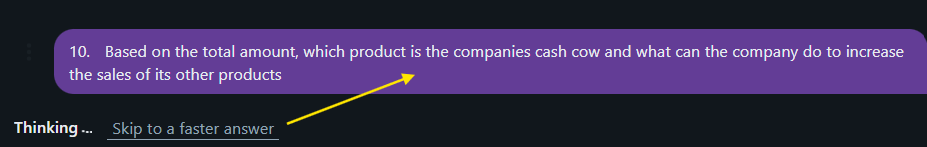 10. Based on the total amount, which product is the companies cash cow and what can the company do to increase
the sales of its other products
Thinking... Skip to a faster answer